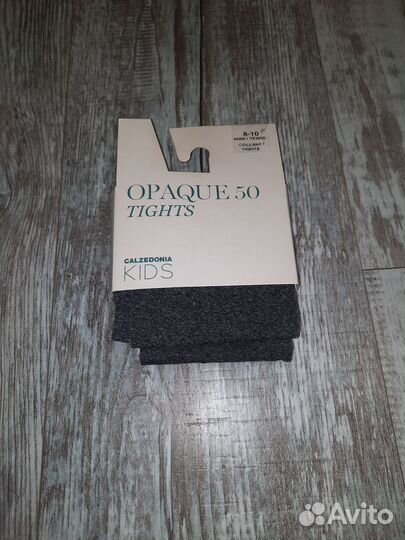 8-10
ANNI / YEARS
COLLANT /
TIGHTS
OPAQUE 50
TIGHTS
CALZEDONIA
KIDS
Avito